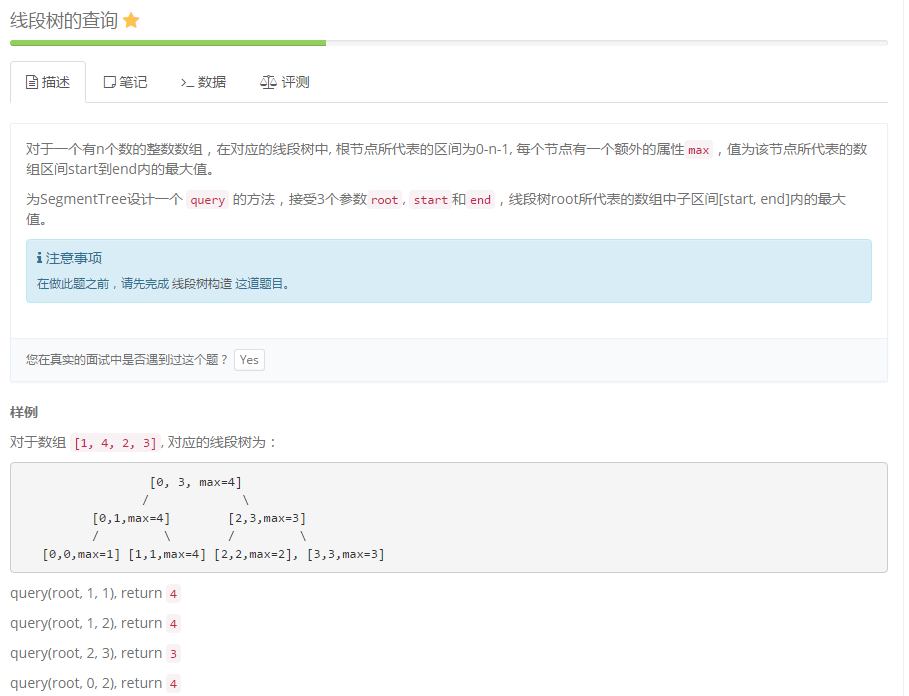 线段树的查询
描述 笔记 数据 评测
对于一个有n个数的整数数组，在对应的线段树中, 根节点所代表的区间为0-n-1, 每个节点有一个额外的属性 max ，值为该节点所代表的数
组区间start到end内的最大值。
为SegmentTree设计一个 query 的方法，接受3个参数 root , start 和 end ，线段树root所代表的数组中子区间[start, end]内的最大
值。
注意事项
在做此题之前，请先完成 线段树构造 这道题目。
您在真实的面试中是否遇到过这个题？ Yes
样例
对于数组 [1, 4, 2, 3] , 对应的线段树为：
[0, 3, max=4]
/ \
[0,1,max=4] [2,3,max=3]
/ \ / \
[0,0,max=1] [1,1,max=4] [2,2,max=2], [3,3,max=3]
query(root, 1, 1), return 4
query(root, 1, 2), return 4
query(root, 2, 3), return 3
query(root, 0, 2), return 4